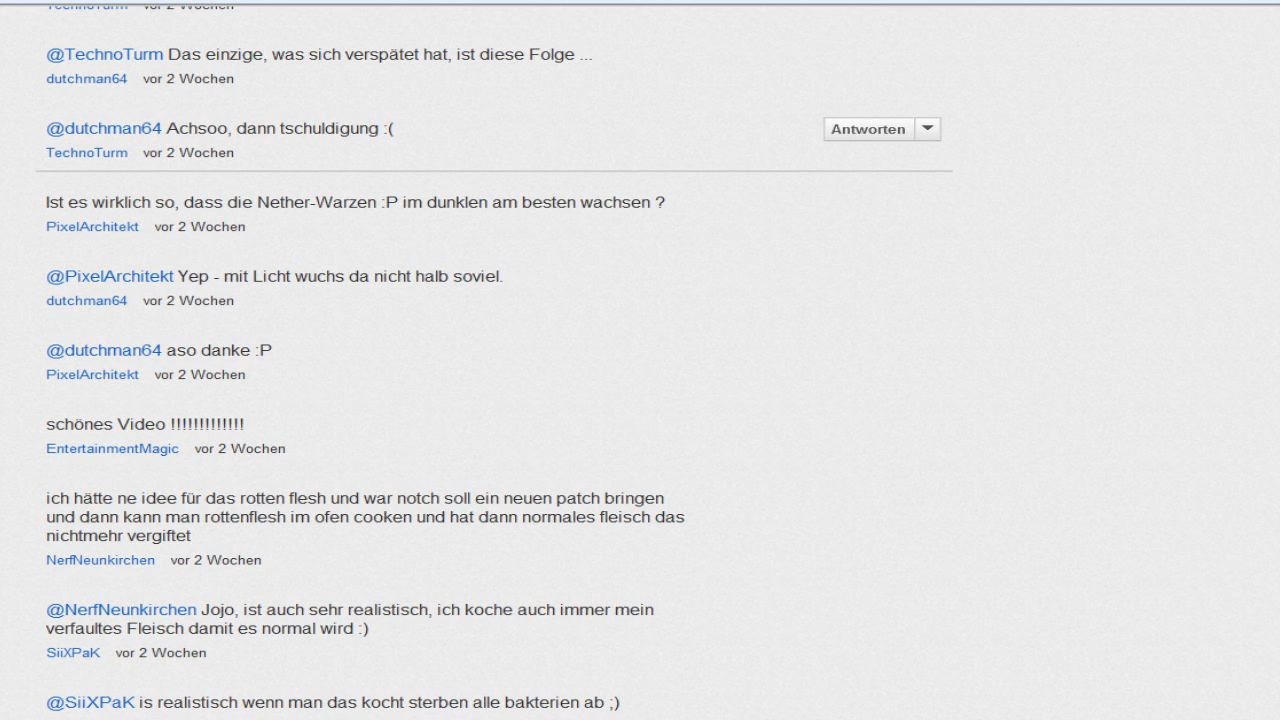 TechnoTurm vor 2 Wochen
@TechnoTurm Das einzige, was sich verspätet hat, ist diese Folge ...
dutchman64 vor 2 Wochen
@dutchman64 Achsoo, dann tschuldigung :(
Antworten
TechnoTurm vor 2 Wochen
Ist es wirklich so, dass die Nether-Warzen :P im dunklen am besten wachsen ?
PixelArchitekt vor 2 Wochen
@PixelArchitekt Yep - mit Licht wuchs da nicht halb soviel.
dutchman64 vor 2 Wochen
@dutchman64 aso danke :P
PixelArchitekt vor 2 Wochen
schönes Video !!!!!!!!!!!!!
EntertainmentMagic vor 2 Wochen
ich hätte ne idee für das rotten flesh und war notch soll ein neuen patch bringen
und dann kann man rottenflesh im ofen cooken und hat dann normales fleisch das
nichtmehr vergiftet
NerfNeunkirchen vor 2 Wochen
@NerfNeunkirchen Jojo, ist auch sehr realistisch, ich koche auch immer mein
verfaultes Fleisch damit es normal wird :)
SiiXPaK vor 2 Wochen
@SiiXPaK is realistisch wenn man das kocht sterben alle bakterien ab ;)